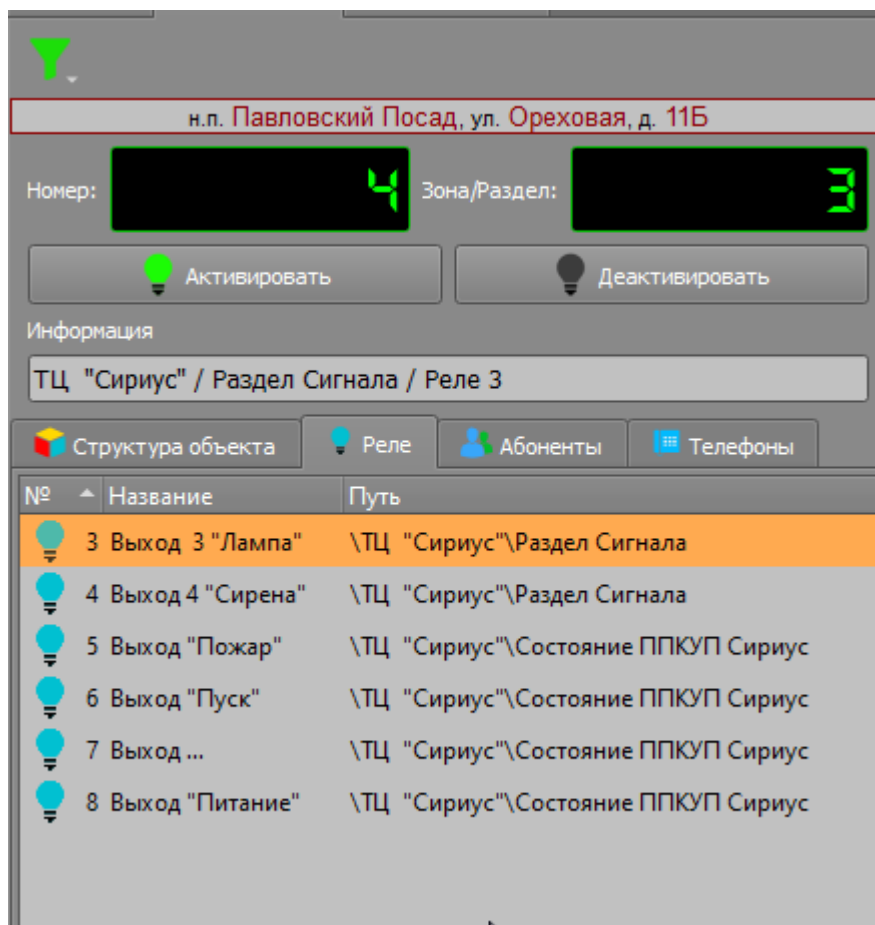 н.п. Павловский Посад, ул. Ореховая, д. 11Б
Номер: 4 Зона/Раздел: 3
Активировать Деактивировать
Информация
ТЦ "Сириус" / Раздел Сигнала / Реле 3
Структура объекта Реле Абоненты Телефоны
№ Название Путь
3 Выход 3 "Лампа" \ТЦ "Сириус"\Раздел Сигнала
4 Выход 4 "Сирена" \ТЦ "Сириус"\Раздел Сигнала
5 Выход "Пожар" \ТЦ "Сириус"\Состояние ППКУП Сириус
6 Выход "Пуск" \ТЦ "Сириус"\Состояние ППКУП Сириус
7 Выход ... \ТЦ "Сириус"\Состояние ППКУП Сириус
8 Выход "Питание" \ТЦ "Сириус"\Состояние ППКУП Сириус